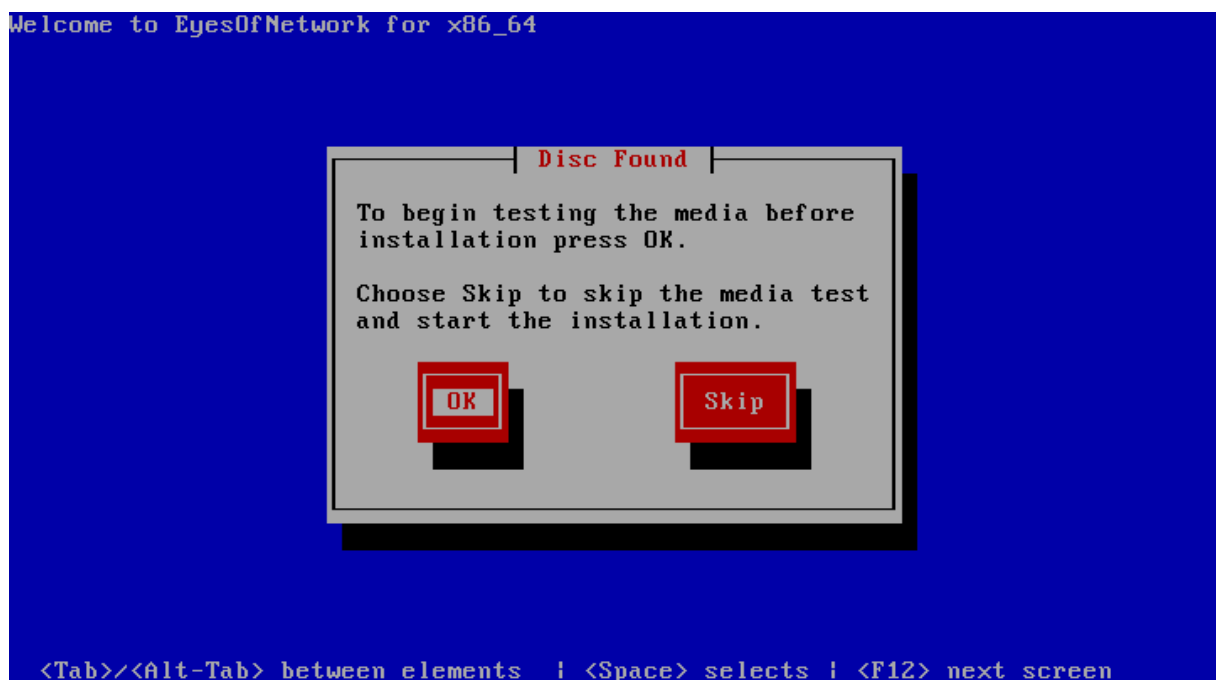 Welcome to EyesOfNetwork for x86_64
Disc Found
To begin testing the media before
installation press OK.
Choose Skip to skip the media test
and start the installation.
OK Skip
<Tab>/<Alt-Tab> between elements | <Space> selects | <F12> next screen